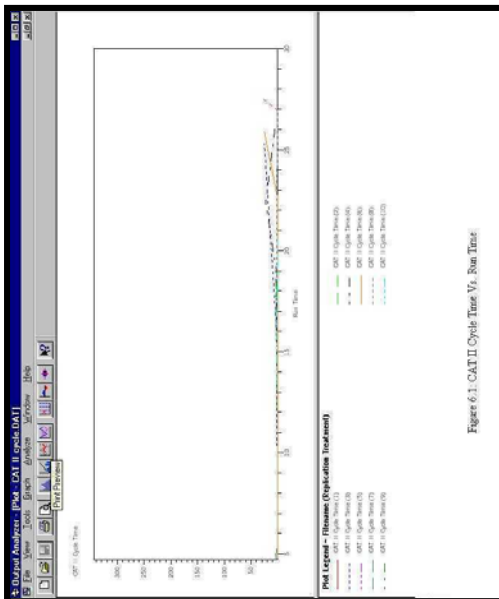 Output Analyzer - [Plot - CAT II cycle.DAT]
File View Tools Graph Analyze Window Help
Print Preview
CAT II Cycle Time
300
250
200
150
100
50
5
10
15
20
25
30
Run Time
Plot Legend - Filename (Replication Treatment)
CAT II Cycle Time (1)
CAT II Cycle Time (2)
CAT II Cycle Time (3)
CAT II Cycle Time (4)
CAT II Cycle Time (5)
CAT II Cycle Time (6)
CAT II Cycle Time (7)
CAT II Cycle Time (8)
CAT II Cycle Time (9)
CAT II Cycle Time (10)
Figure 6.1: CAT II Cycle Time Vs. Run Time